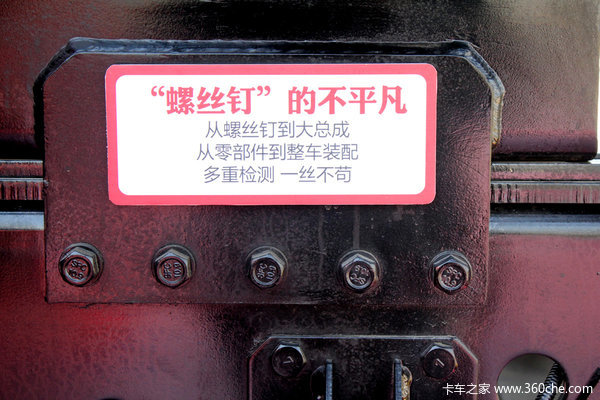 “螺丝钉”的不平凡
从螺丝钉到大总成
从零部件到整车装配
多重检测 一丝不苟
卡车之家 www.360che.com